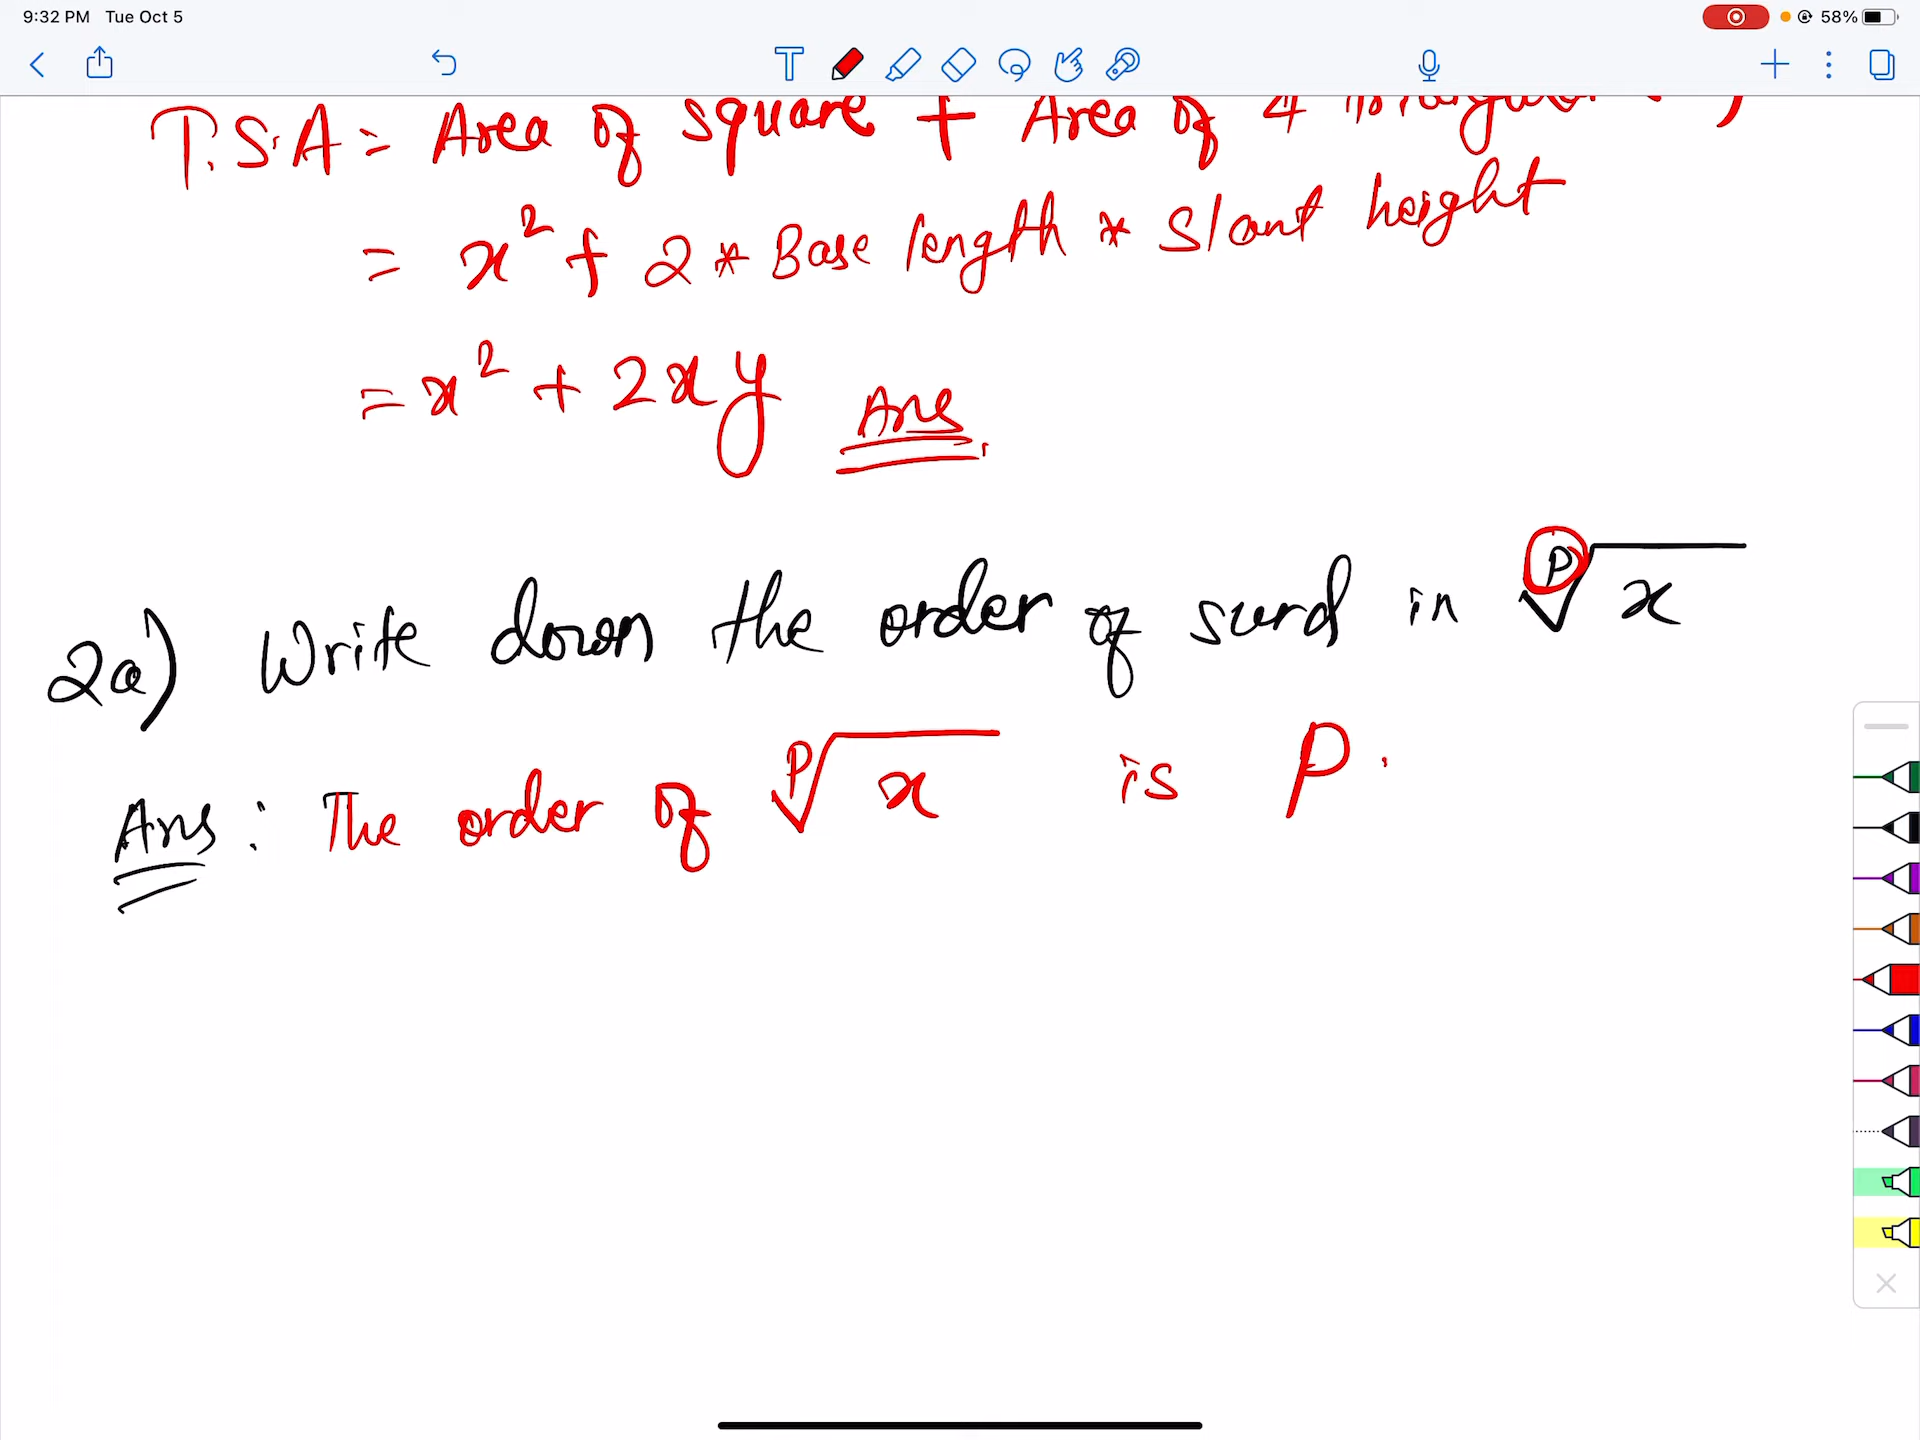 9:32 PM Tue Oct 5
58%
T.S.A = Area of square + Area of 4
= x² + 2 * Base length * Slant height
= x² + 2xy Ans.
2a) Write down the order of surd in ᵖ√x
Ans : The order of ᵖ√x is P.